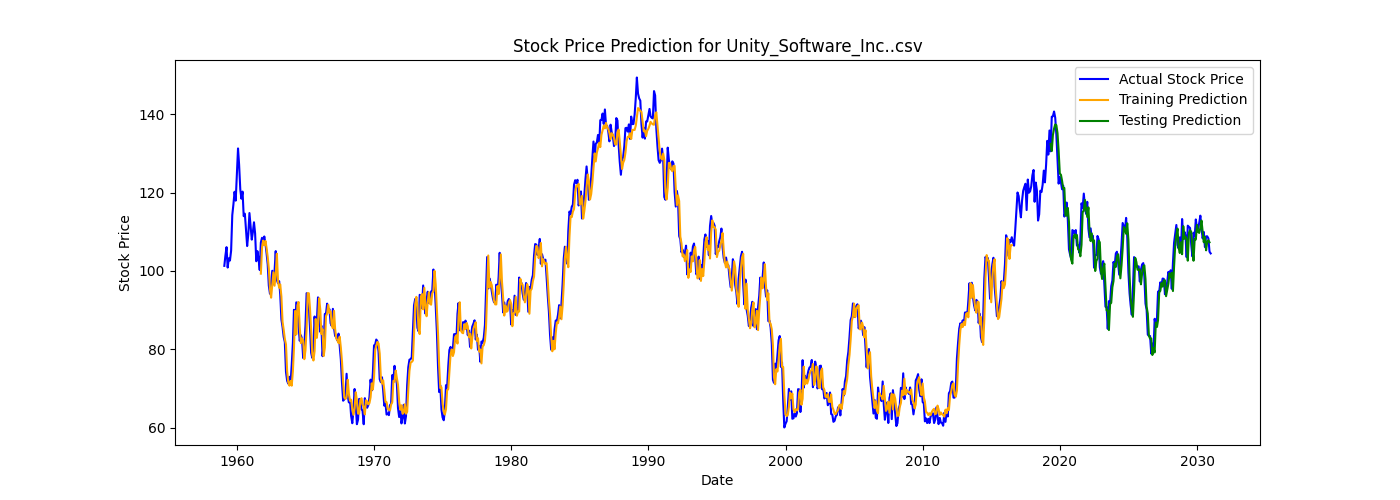 Stock Price Prediction for Unity_Software_Inc..csv
Actual Stock Price
Training Prediction
Testing Prediction
Stock Price
140
120
100
80
60
1960 1970 1980 1990 2000 2010 2020 2030
Date